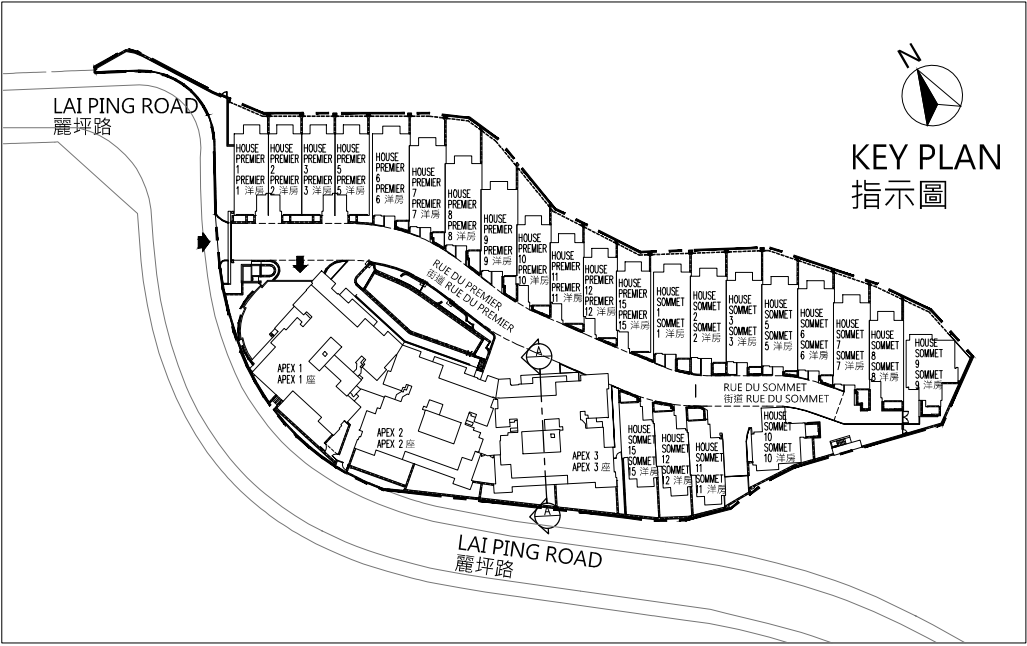 N
KEY PLAN
指示圖
LAI PING ROAD
麗坪路
HOUSE
PREMIER
1
PREMIER
1 洋房
HOUSE
PREMIER
2
PREMIER
2 洋房
HOUSE
PREMIER
3
PREMIER
3 洋房
HOUSE
PREMIER
5
PREMIER
5 洋房
HOUSE
PREMIER
6
PREMIER
6 洋房
HOUSE
PREMIER
7
PREMIER
7 洋房
HOUSE
PREMIER
8
PREMIER
8 洋房
HOUSE
PREMIER
9
PREMIER
9 洋房
HOUSE
PREMIER
10
PREMIER
10 洋房
HOUSE
PREMIER
11
PREMIER
11 洋房
HOUSE
PREMIER
12
PREMIER
12 洋房
HOUSE
PREMIER
15
PREMIER
15 洋房
HOUSE
SOMMET
1
SOMMET
1 洋房
HOUSE
SOMMET
2
SOMMET
2 洋房
HOUSE
SOMMET
3
SOMMET
3 洋房
HOUSE
SOMMET
5
SOMMET
5 洋房
HOUSE
SOMMET
6
SOMMET
6 洋房
HOUSE
SOMMET
7
SOMMET
7 洋房
HOUSE
SOMMET
8
SOMMET
8 洋房
HOUSE
SOMMET
9
SOMMET
9 洋房
RUE DU PREMIER
街道 RUE DU PREMIER
RUE DU SOMMET
街道 RUE DU SOMMET
A
APEX 1
APEX 1 座
APEX 2
APEX 2 座
APEX 3
APEX 3 座
HOUSE
SOMMET
15
SOMMET
15 洋房
HOUSE
SOMMET
12
SOMMET
12 洋房
HOUSE
SOMMET
11
SOMMET
11 洋房
HOUSE
SOMMET
10
SOMMET
10 洋房
A
LAI PING ROAD
麗坪路